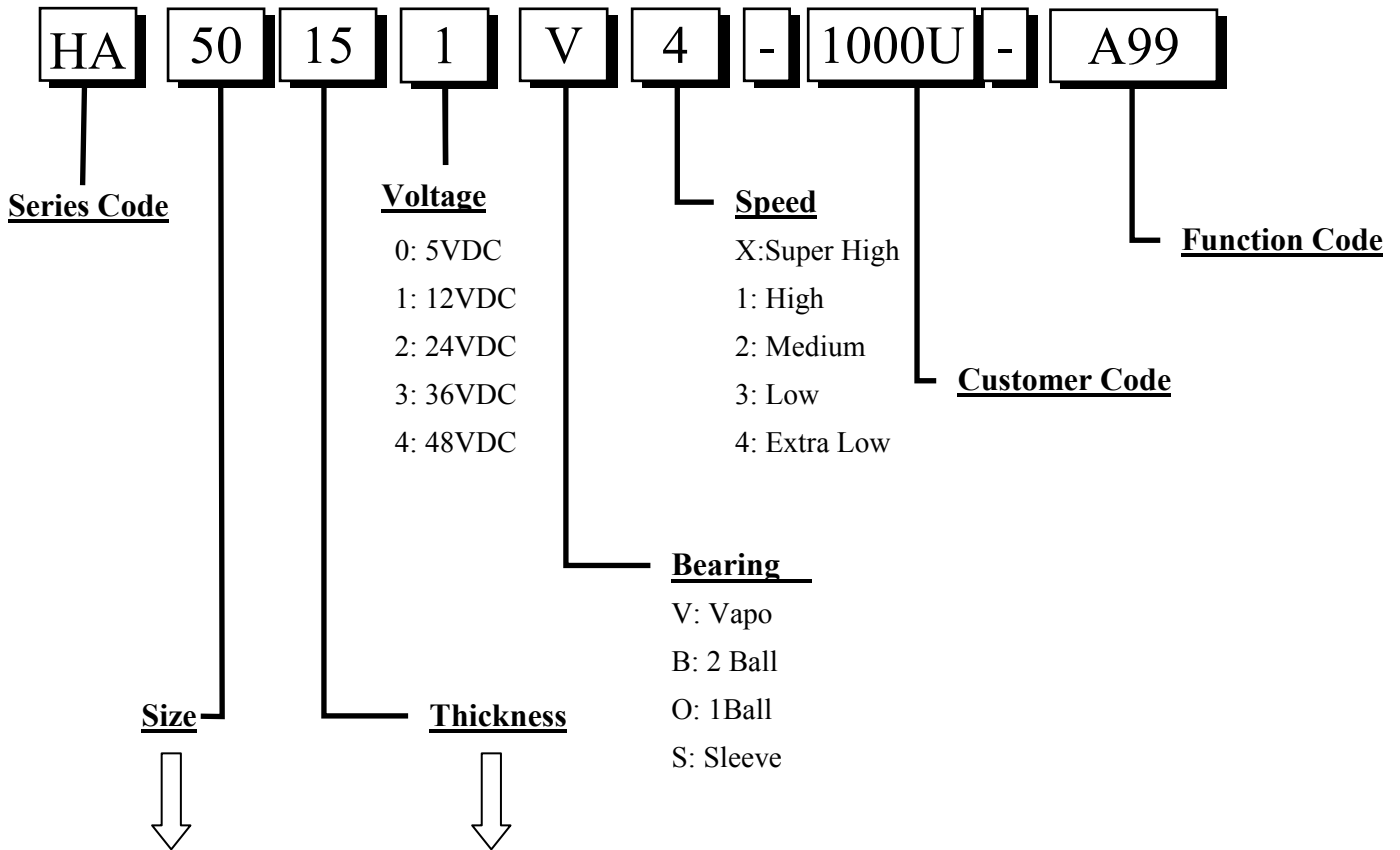 HA 50 15 1 V 4 - 1000U - A99
Series Code
Voltage
0: 5VDC
1: 12VDC
2: 24VDC
3: 36VDC
4: 48VDC
Speed
X:Super High
1: High
2: Medium
3: Low
4: Extra Low
Function Code
Customer Code
Bearing
V: Vapo
B: 2 Ball
O: 1Ball
S: Sleeve
Size
Thickness